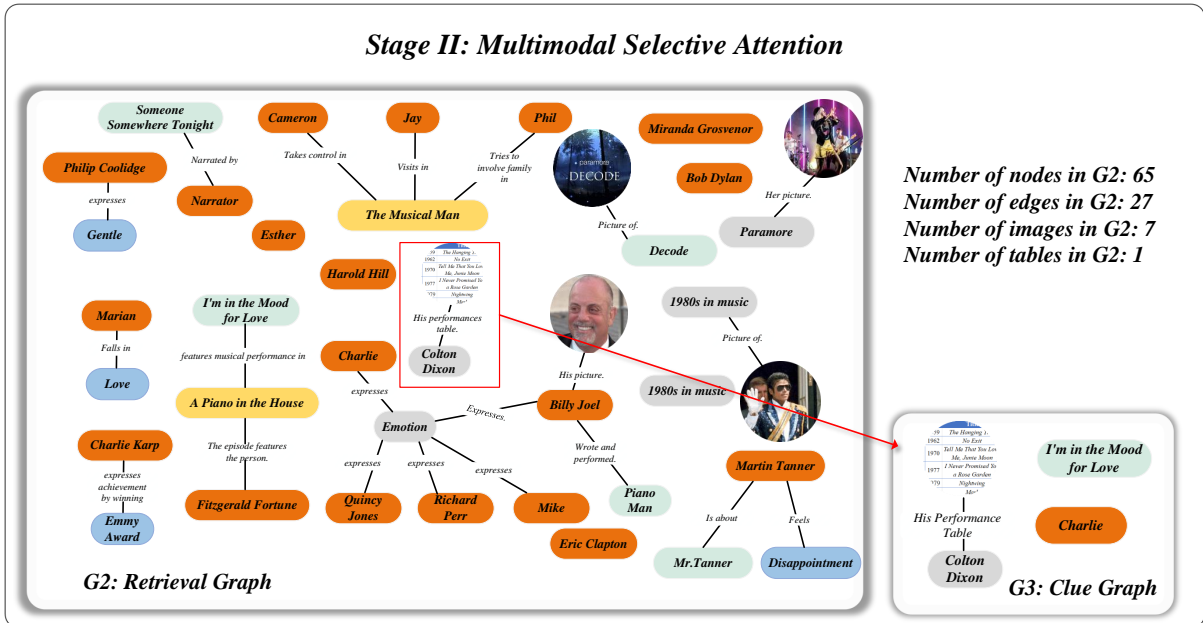 Stage II: Multimodal Selective Attention
Someone
Somewhere Tonight
Cameron
Jay
Phil
Miranda Grosvenor
Narrated by
Takes control in
Visits in
Tries to
involve family
in
paramore
DECODE
Philip Coolidge
expresses
Gentle
Narrator
Esther
The Musical Man
Bob Dylan
Her picture.
Paramore
Picture of.
Decode
Number of nodes in G2: 65
Number of edges in G2: 27
Number of images in G2: 7
Number of tables in G2: 1
Harold Hill
The Hanging
1962 No Exit
1970 Tell Me That You Lov
Me, Junie Moon
1977 I Never Promised Yo
a Rose Garden
Nightwing
His performances
table.
Colton
Dixon
1980s in music
Picture of.
1980s in music
Marian
Falls in
Love
I'm in the Mood
for Love
features musical performance in
A Piano in the House
The episode features
the person.
Fitzgerald Fortune
Charlie
expresses
Emotion
Expresses.
His picture.
Billy Joel
Wrote and
performed.
Piano
Man
Charlie Karp
expresses
achievement
by winning
Emmy
Award
expresses
expresses
expresses
Quincy
Jones
Richard
Perr
Mike
Eric Clapton
Martin Tanner
Is about
Feels
Mr.Tanner
Disappointment
G2: Retrieval Graph
The Hanging
1962 No Exit
1970 Tell Me That You Lov
Me, Junie Moon
1977 I Never Promised Yo
a Rose Garden
Nightwing
His Performance
Table
Colton
Dixon
I'm in the Mood
for Love
Charlie
G3: Clue Graph